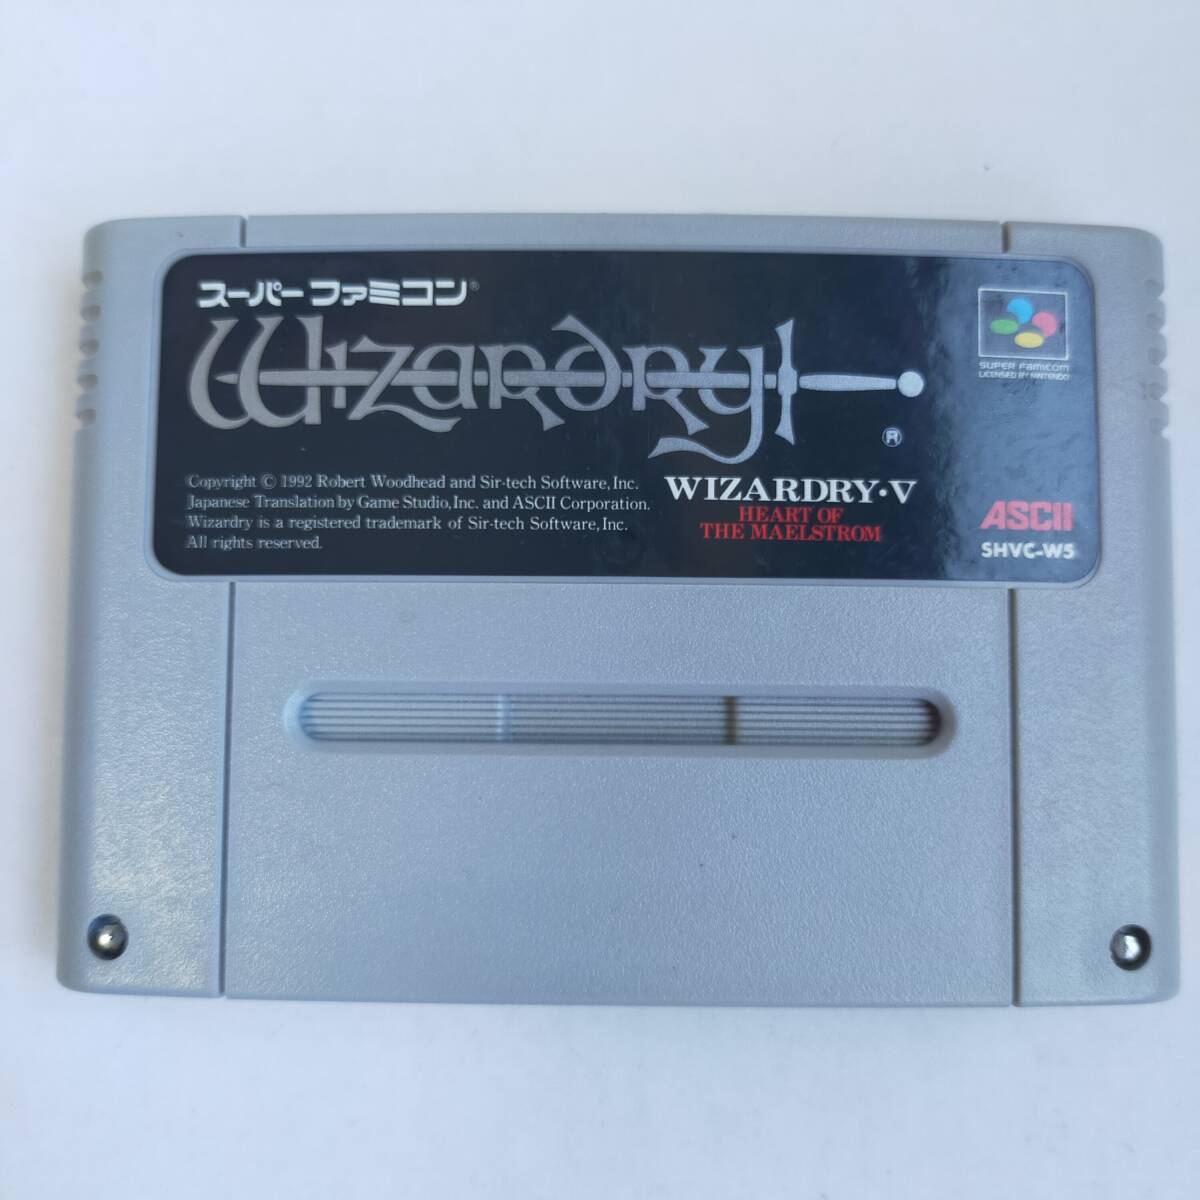 スーパーファミコン®
Wizardry
®
SUPER FAMICOM
LICENSED BY NINTENDO
Copyright © 1992 Robert Woodhead and Sir-tech Software, Inc.
Japanese Translation by Game Studio, Inc. and ASCII Corporation.
Wizardry is a registered trademark of Sir-tech Software, Inc.
All rights reserved.
WIZARDRY·V
HEART OF
THE MAELSTROM
ASCII
SHVC-W5